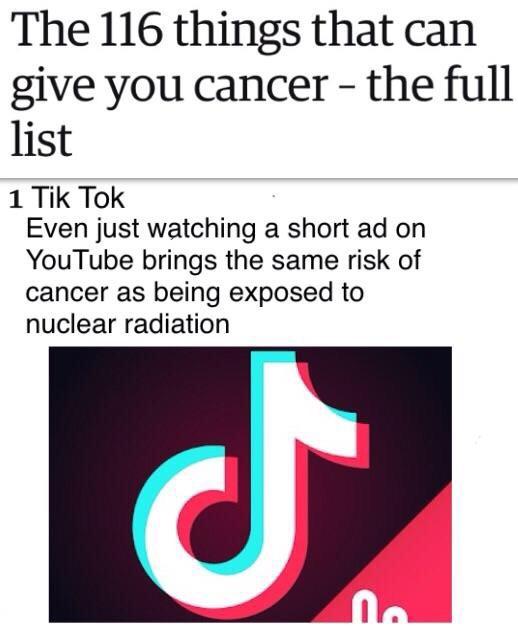 The 116 things that can
give you cancer - the full
list
1 Tik Tok
Even just watching a short ad on
YouTube brings the same risk of
cancer as being exposed to
nuclear radiation